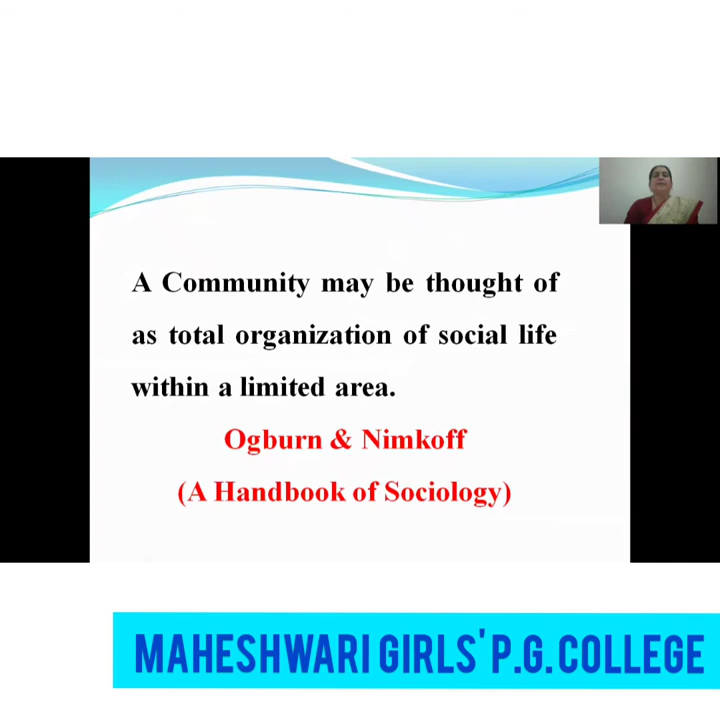 A Community may be thought of
as total organization of social life
within a limited area.
Ogburn & Nimkoff
(A Handbook of Sociology)
MAHESHWARI GIRLS' P.G. COLLEGE